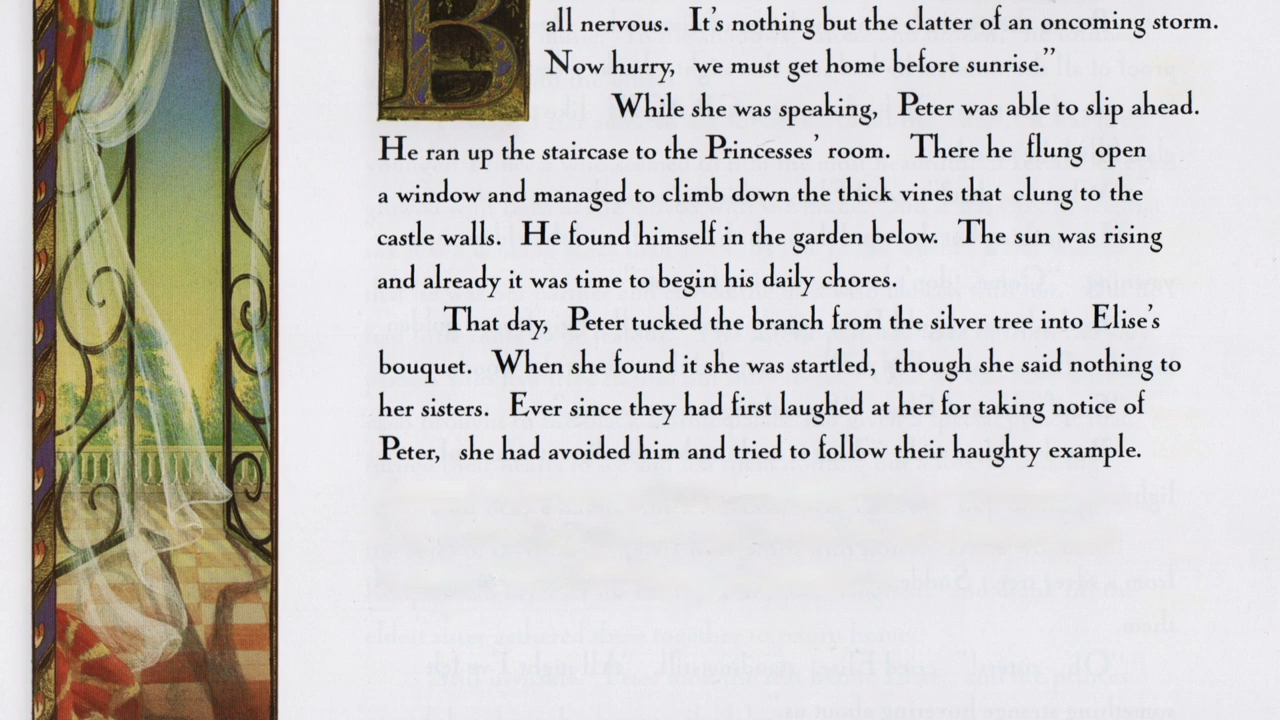 B
all nervous. It's nothing but the clatter of an oncoming storm.
Now hurry, we must get home before sunrise."
While she was speaking, Peter was able to slip ahead.
He ran up the staircase to the Princesses' room. There he flung open
a window and managed to climb down the thick vines that clung to the
castle walls. He found himself in the garden below. The sun was rising
and already it was time to begin his daily chores.
That day, Peter tucked the branch from the silver tree into Elise's
bouquet. When she found it she was startled, though she said nothing to
her sisters. Ever since they had first laughed at her for taking notice of
Peter, she had avoided him and tried to follow their haughty example.